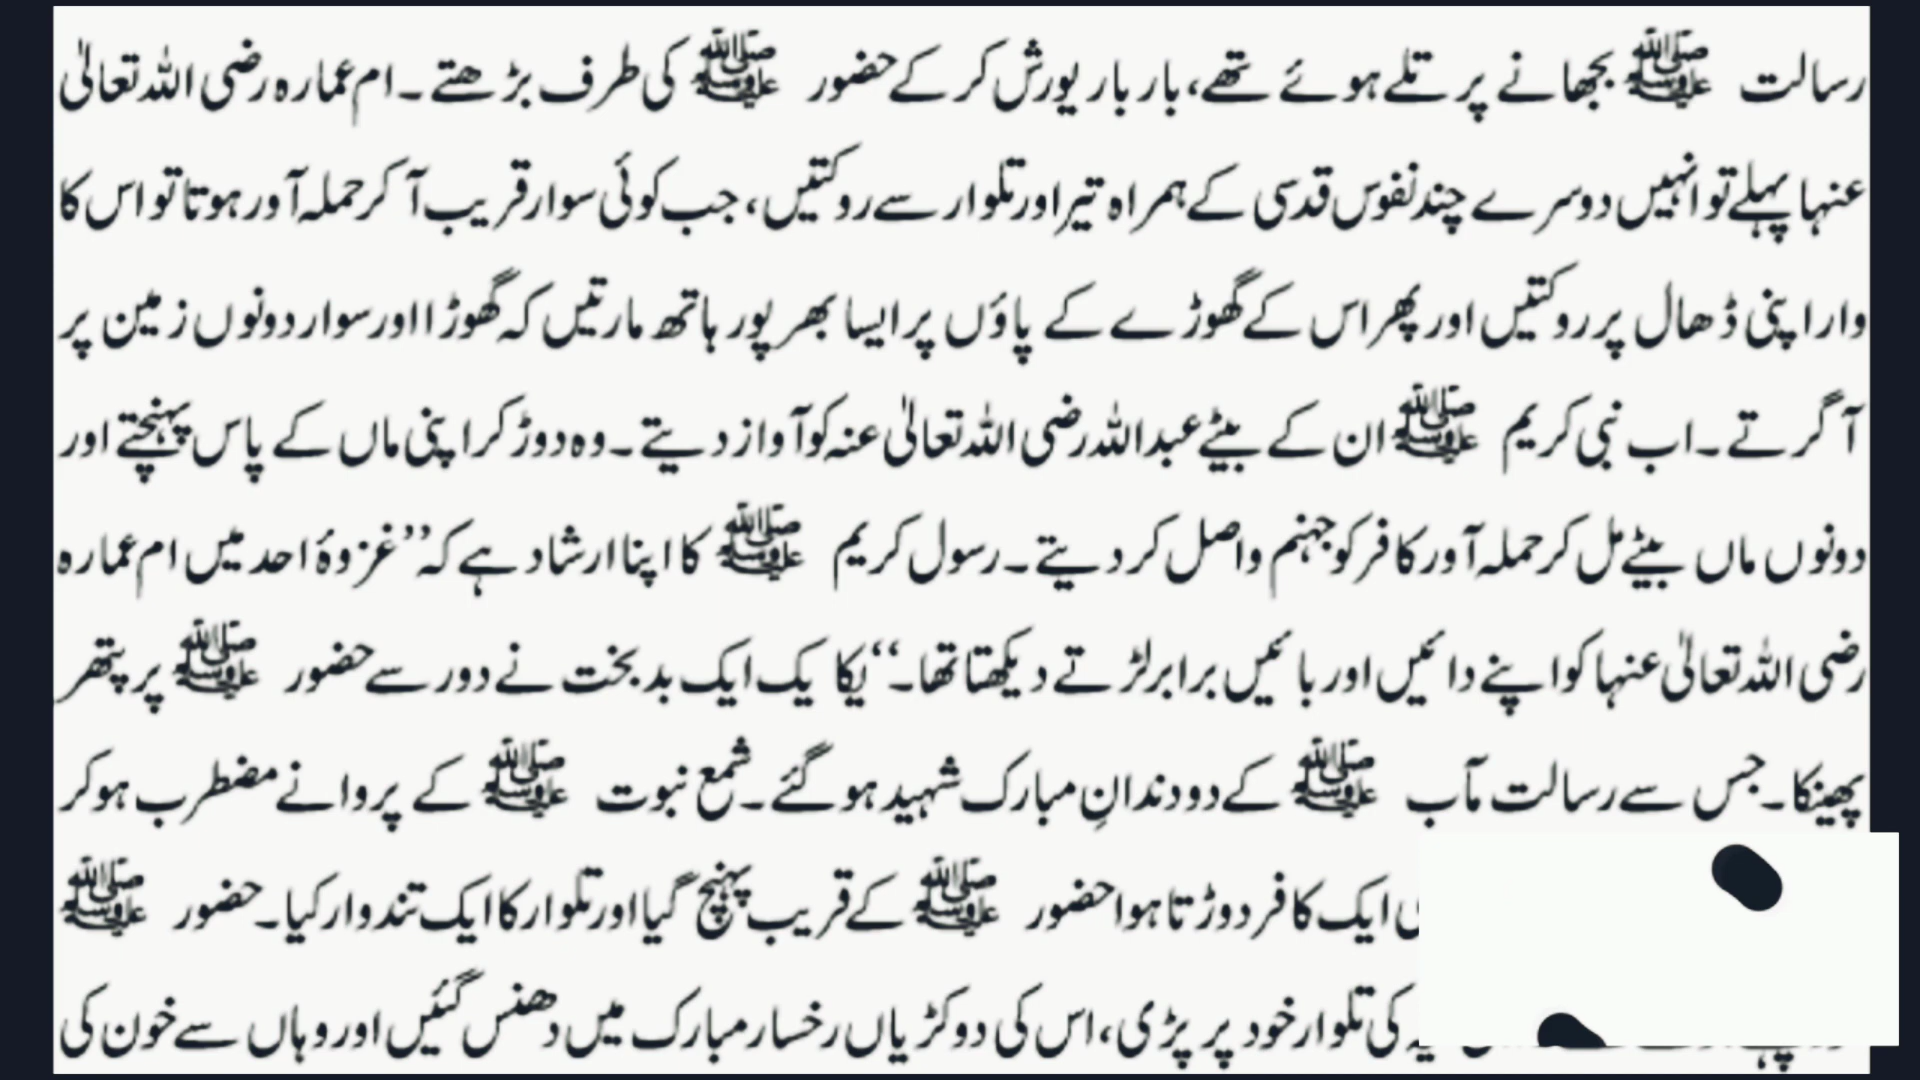 رسالت ﷺ بجھانے پر تلے ہوئے تھے، بار بار یورش کر کے حضور ﷺ کی طرف بڑھتے۔ ام عمارہ رضی اللہ تعالیٰ
عنہا پہلے تو انہیں دوسرے چند نفوس قدسی کے ہمراہ تیر اور تلوار سے روکتیں، جب کوئی سوار قریب آ کر حملہ آور ہوتا تو اس کا
وار اپنی ڈھال پر روکتیں اور پھر اس کے گھوڑے کے پاؤں پر ایسا بھر پور ہاتھ مارتیں کہ گھوڑا اور سوار دونوں زمین پر
آ گرتے۔ اب نبی کریم ﷺ ان کے بیٹے عبداللہ رضی اللہ تعالیٰ عنہ کو آواز دیتے۔ وہ دوڑ کر اپنی ماں کے پاس پہنچتے اور
دونوں ماں بیٹے مل کر حملہ آور کافر کو جہنم واصل کر دیتے۔ رسول کریم ﷺ کا اپنا ارشاد ہے کہ ’’غزوۂ احد میں ام عمارہ
رضی اللہ تعالیٰ عنہا کو اپنے دائیں اور بائیں برابر لڑتے دیکھتا تھا۔‘‘ یکا یک ایک بد بخت نے دور سے حضور ﷺ پر پتھر
پھینکا۔ جس سے رسالت مآب ﷺ کے دو دندانِ مبارک شہید ہو گئے۔ شمع نبوت ﷺ کے پروانے مضطرب ہو کر
ایک کافر دوڑتا ہوا حضور ﷺ کے قریب پہنچ گیا اور تلوار کا ایک تند وار کیا۔ حضور ﷺ
کی تلوار خود پر پڑی، اس کی دو کڑیاں رخسار مبارک میں دھنس گئیں اور وہاں سے خون کی